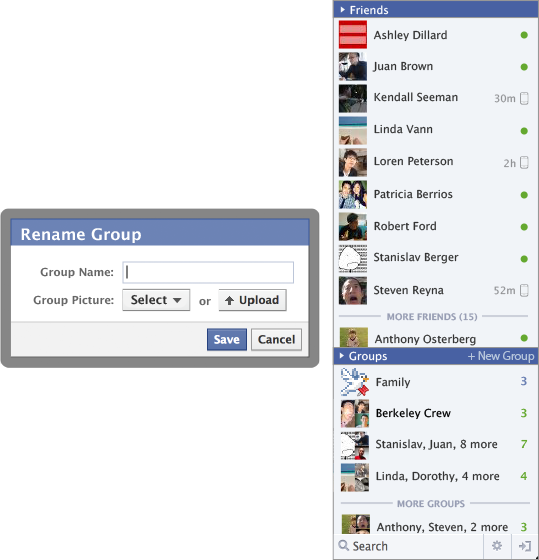 Rename Group
Group Name:
Group Picture: Select or Upload
Save Cancel
Friends
Ashley Dillard
Juan Brown
Kendall Seeman 30m
Linda Vann
Loren Peterson 2h
Patricia Berrios
Robert Ford
Stanislav Berger
Steven Reyna 52m
MORE FRIENDS (15)
Anthony Osterberg
Groups + New Group
Family 3
Berkeley Crew 3
Stanislav, Juan, 8 more 7
Linda, Dorothy, 4 more 4
MORE GROUPS
Anthony, Steven, 2 more 3
Search